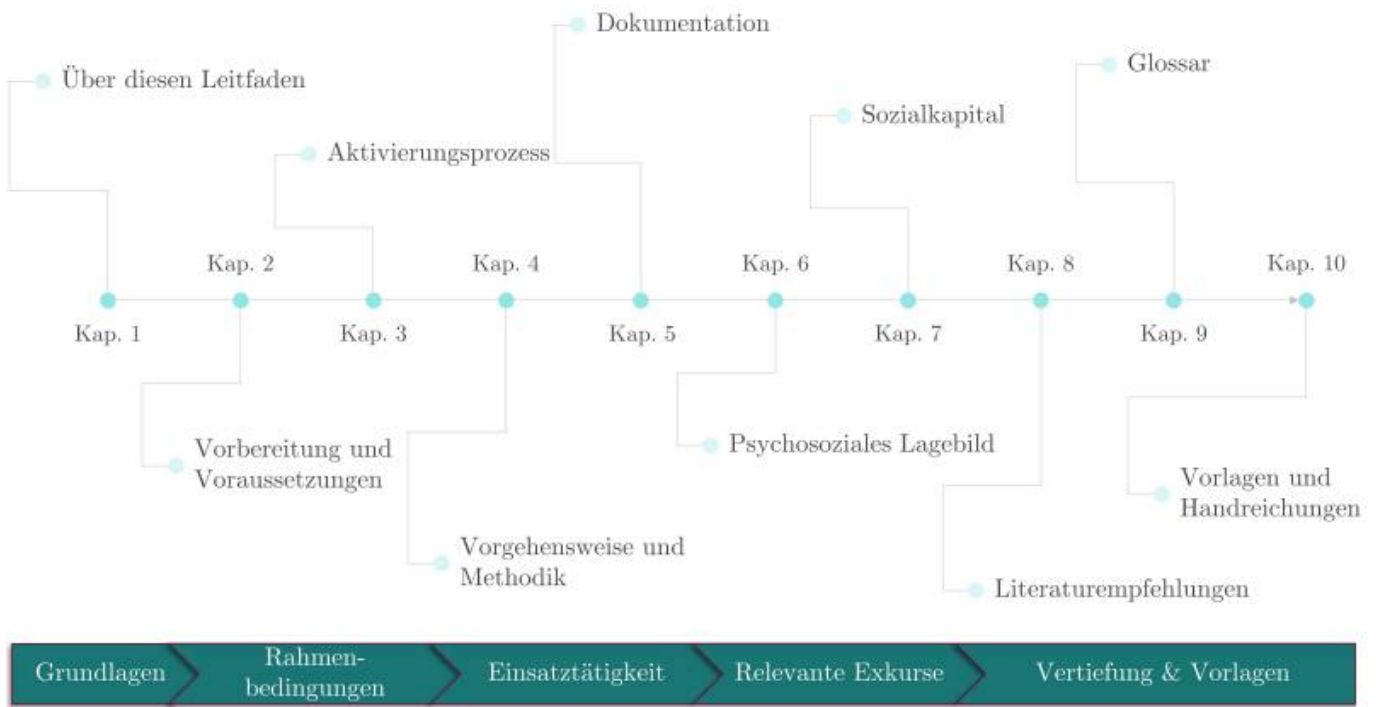 Dokumentation
Glossar
Über diesen Leitfaden
Sozialkapital
Aktivierungsprozess
Kap. 2
Kap. 4
Kap. 6
Kap. 8
Kap. 10
Kap. 1
Kap. 3
Kap. 5
Kap. 7
Kap. 9
Vorbereitung und
Voraussetzungen
Psychosoziales Lagebild
Vorlagen und
Handreichungen
Vorgehensweise und
Methodik
Literaturempfehlungen
Grundlagen
Rahmen-
bedingungen
Einsatztätigkeit
Relevante Exkurse
Vertiefung & Vorlagen